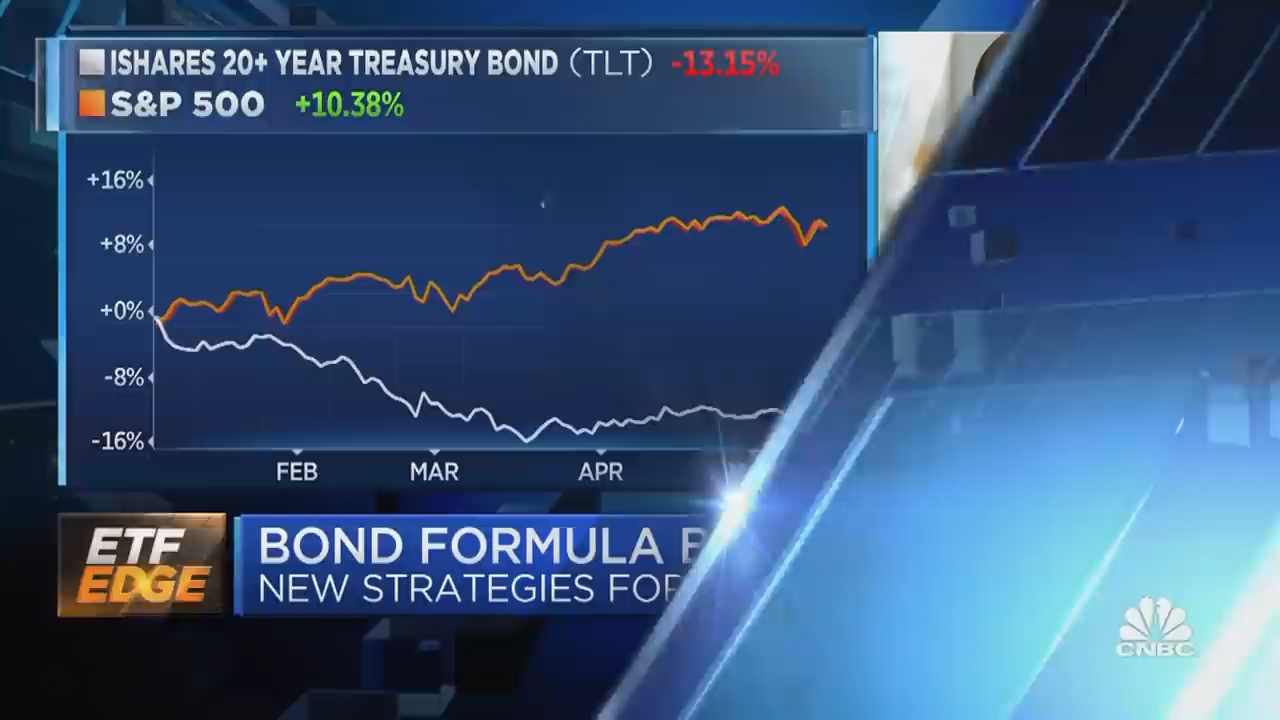 ISHARES 20+ YEAR TREASURY BOND (TLT) -13.15%
S&P 500 +10.38%
+16%
+8%
+0%
-8%
-16%
FEB MAR APR
ETF
EDGE
BOND FORMULA
NEW STRATEGIES FOR
CNBC